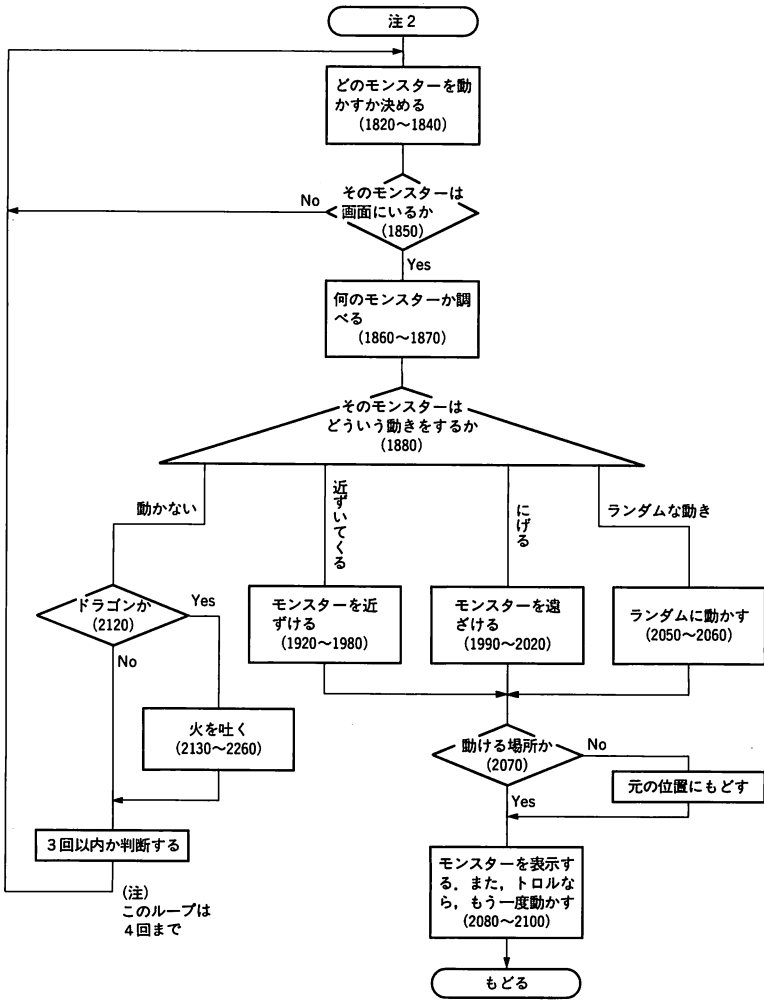 注2
どのモンスターを動
かすか決める
(1820〜1840)
そのモンスターは
画面にいるか
(1850)
No
Yes
何のモンスターか調
べる
(1860〜1870)
そのモンスターは
どういう動きをするか
(1880)
動かない
近ずいてくる
にげる
ランダムな動き
ドラゴンか
(2120)
Yes
No
モンスターを近
ずける
(1920〜1980)
モンスターを遠
ざける
(1990〜2020)
ランダムに動かす
(2050〜2060)
火を吐く
(2130〜2260)
動ける場所か
(2070)
No
Yes
元の位置にもどす
3回以内か判断する
(注)
このループは
4回まで
モンスターを表示す
る.また,トロルな
ら,もう一度動かす
(2080〜2100)
もどる